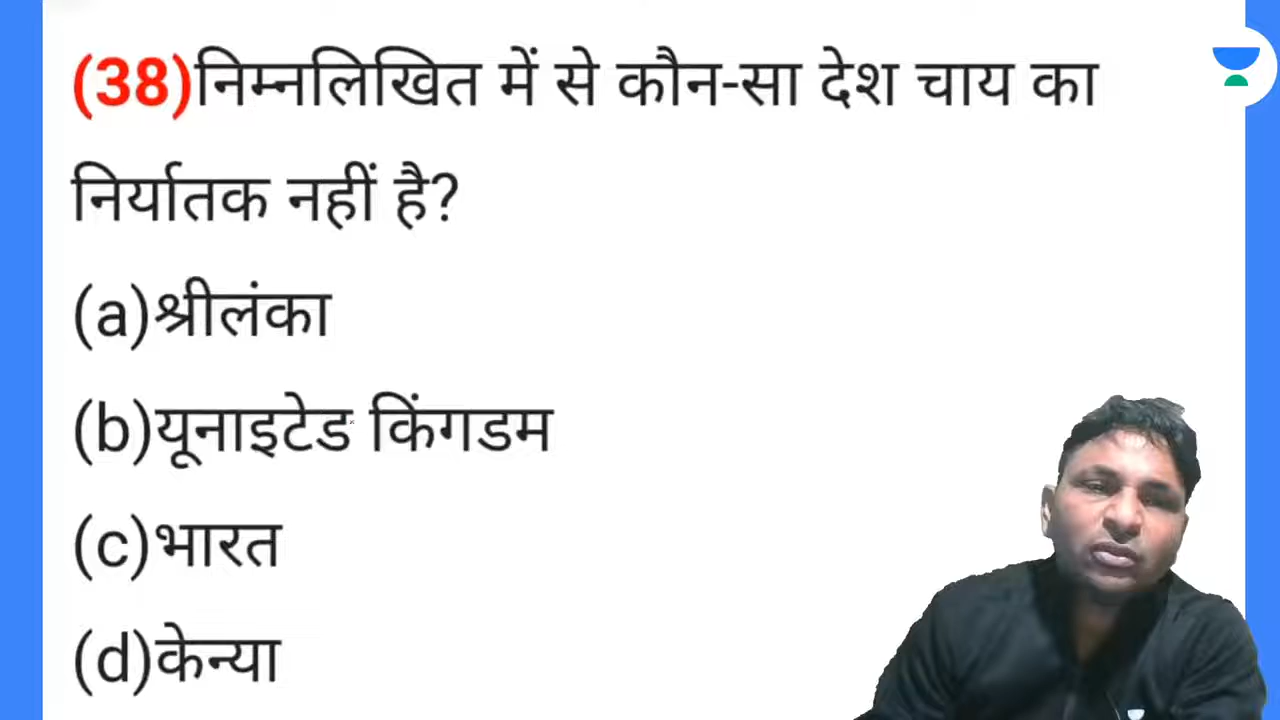 (38)निम्नलिखित में से कौन-सा देश चाय का
निर्यातक नहीं है?
(a)श्रीलंका
(b)यूनाइटेड किंगडम
(c)भारत
(d)केन्या